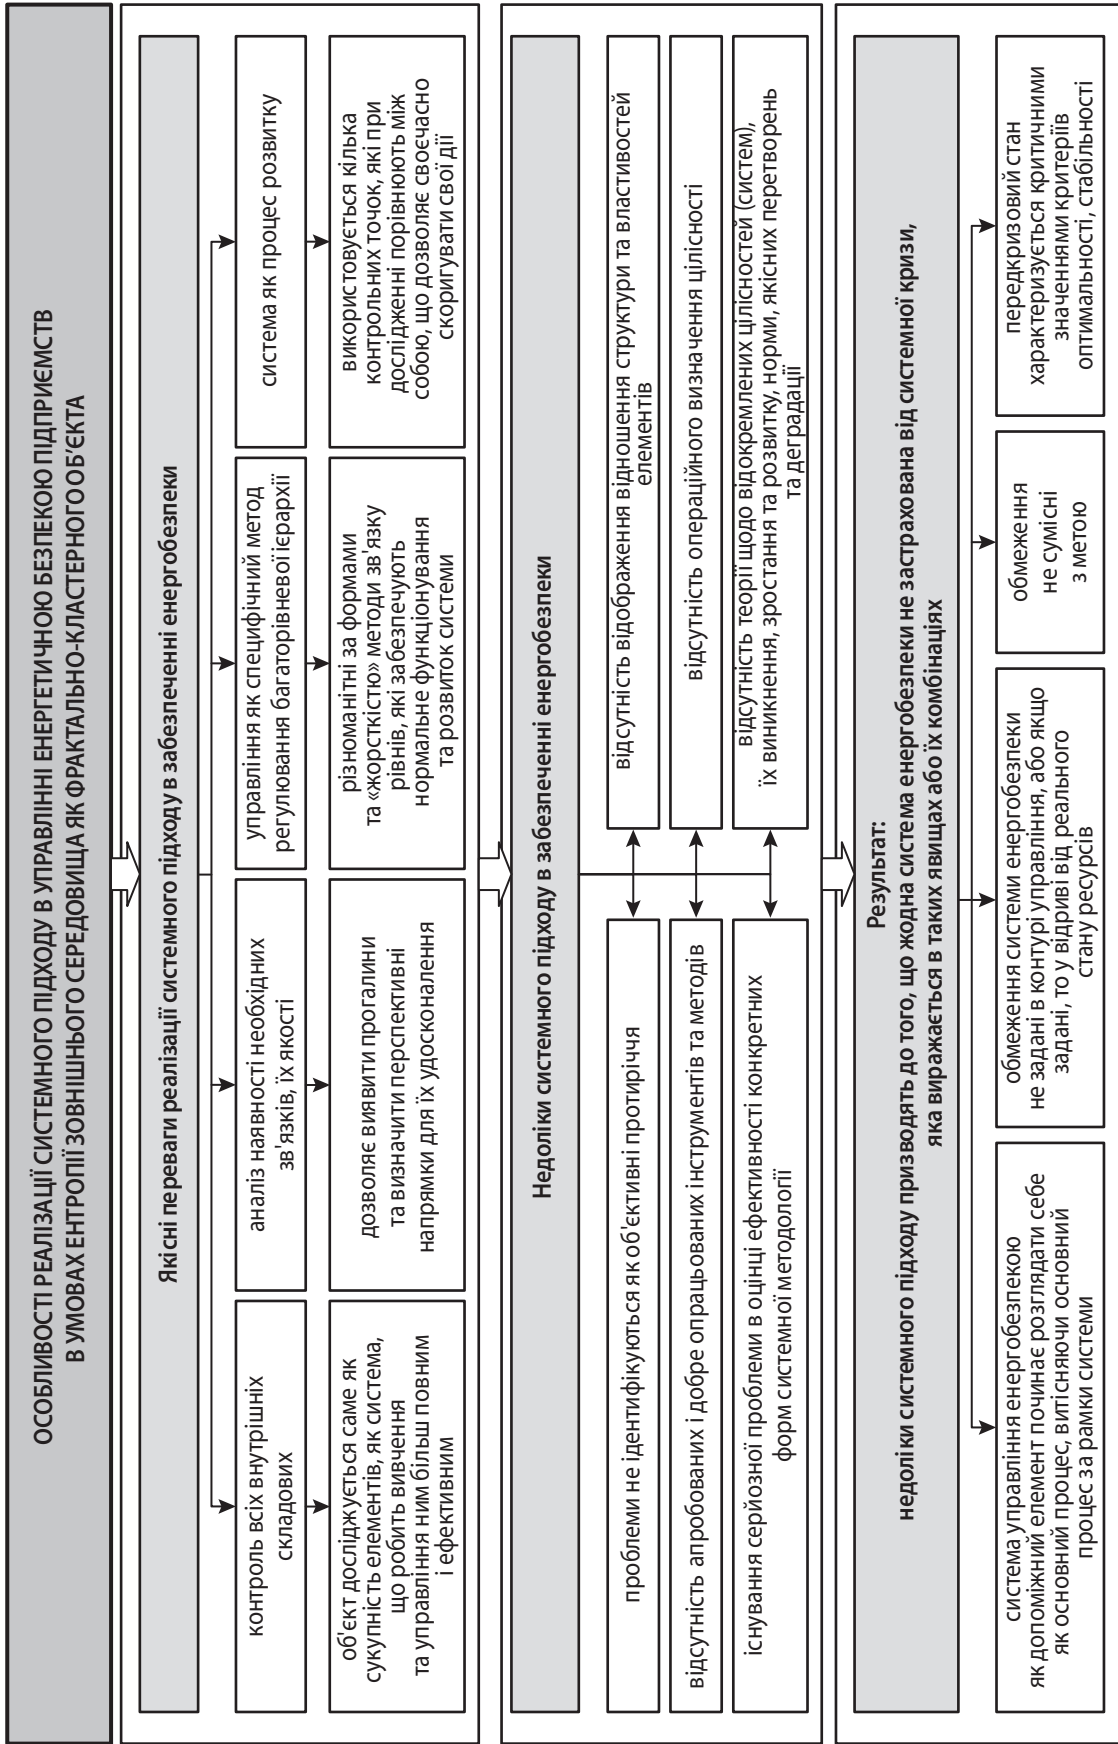 ОСОБЛИВОСТІ РЕАЛІЗАЦІЇ СИСТЕМНОГО ПІДХОДУ В УПРАВЛІННІ ЕНЕРГЕТИЧНОЮ БЕЗПЕКОЮ ПІДПРИЄМСТВ
В УМОВАХ ЕНТРОПІЇ ЗОВНІШНЬОГО СЕРЕДОВИЩА ЯК ФРАКТАЛЬНО-КЛАСТЕРНОГО ОБ'ЄКТА
Якісні переваги реалізації системного підходу в забезпеченні енергобезпеки
контроль всіх внутрішніх
складових
об'єкт досліджується саме як
сукупність елементів, як система,
що робить вивчення
та управління ним більш повним
і ефективним
аналіз наявності необхідних
зв'язків, їх якості
дозволяє виявити прогалини
та визначити перспективні
напрямки для їх удосконалення
управління як специфічний метод
регулювання багаторівневої ієрархії
різноманітні за формами
та «жорсткістю» методи зв'язку
рівнів, які забезпечують
нормальне функціонування
та розвиток системи
система як процес розвитку
використовується кілька
контрольних точок, які при
дослідженні порівнюють між
собою, що дозволяє своєчасно
скоригувати свої дії
Недоліки системного підходу в забезпеченні енергобезпеки
проблеми не ідентифікуються як об'єктивні протиріччя
відсутність відображення відношення структури та властивостей
елементів
відсутність апробованих і добре опрацьованих інструментів та методів
відсутність операційного визначення цілісності
існування серйозної проблеми в оцінці ефективності конкретних
форм системної методології
відсутність теорії щодо відокремлених цілісностей (систем),
їх виникнення, зростання та розвитку, норми, якісних перетворень
та деградації
Результат:
недоліки системного підходу призводять до того, що жодна система енергобезпеки не застрахована від системної кризи,
яка виражається в таких явищах або їх комбінаціях
система управління енергобезпекою
як допоміжний елемент починає розглядати себе
як основний процес, витісняючи основний
процес за рамки системи
обмеження системи енергобезпеки
не задані в контурі управління, або якщо
задані, то у відриві від реального
стану ресурсів
обмеження
не сумісні
з метою
передкризовий стан
характеризується критичними
значеннями критеріїв
оптимальності, стабільності